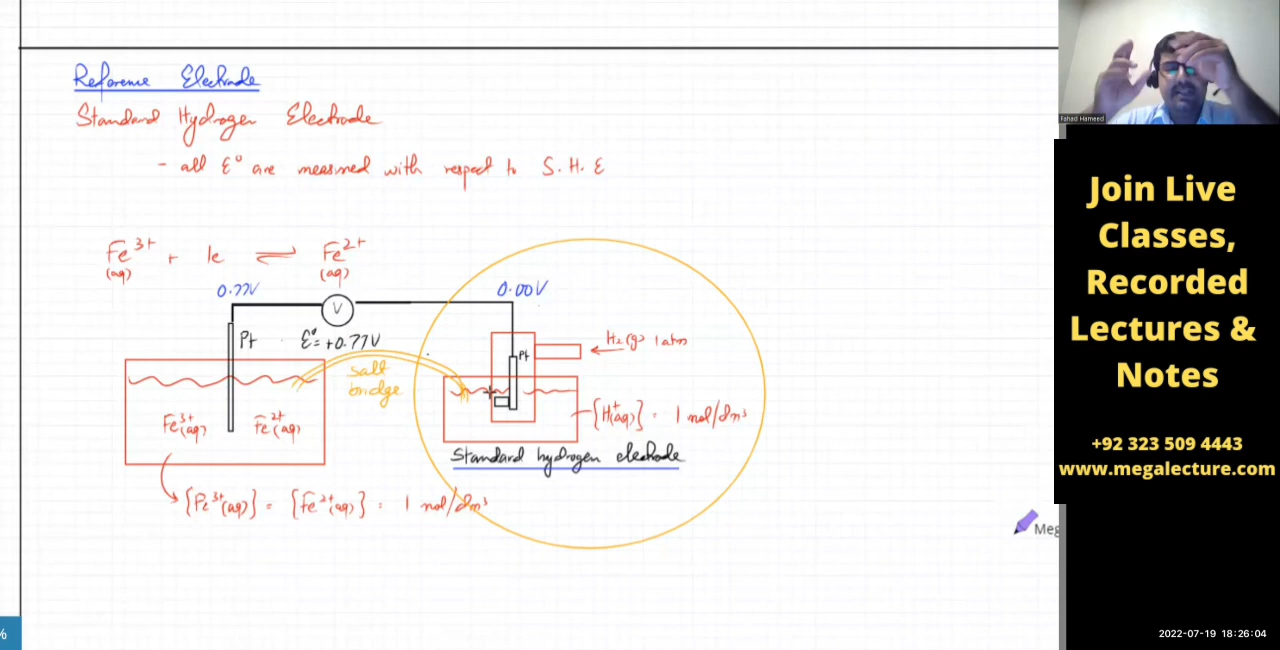 Reference Electrode
Standard Hydrogen Electrode
- all E° are measured with respect to S.H.E
Fe3+(aq) + 1e ⇌ Fe2+(aq)
0.77V
0.00V
V
Pt
E°= +0.77V
H2(g) 1 atm
Pt
salt
bridge
Fe3+(aq) Fe2+(aq)
[H+(aq)] = 1 mol/dm3
Standard hydrogen electrode
[Fe3+(aq)] = [Fe2+(aq)] = 1 mol/dm3
Fahad Hameed
Join Live
Classes,
Recorded
Lectures &
Notes
+92 323 509 4443
www.megalecture.com
Meg
%
2022-07-19 18:26:04